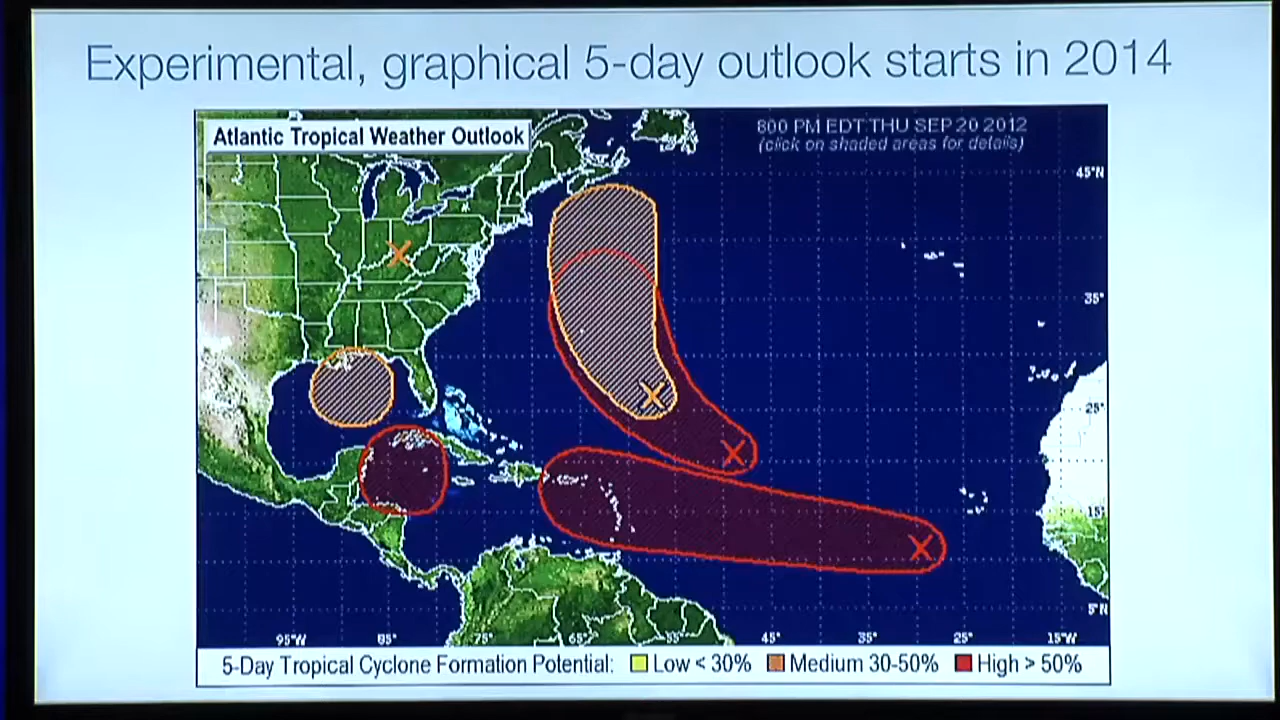 Experimental, graphical 5-day outlook starts in 2014
Atlantic Tropical Weather Outlook
800 PM EDT THU SEP 20 2012
(click on shaded areas for details)
45°N
35°
25°
15°
5°N
95°W 85° 75° 65° 55° 45° 35° 25° 15°W
5-Day Tropical Cyclone Formation Potential: Low < 30% Medium 30-50% High > 50%